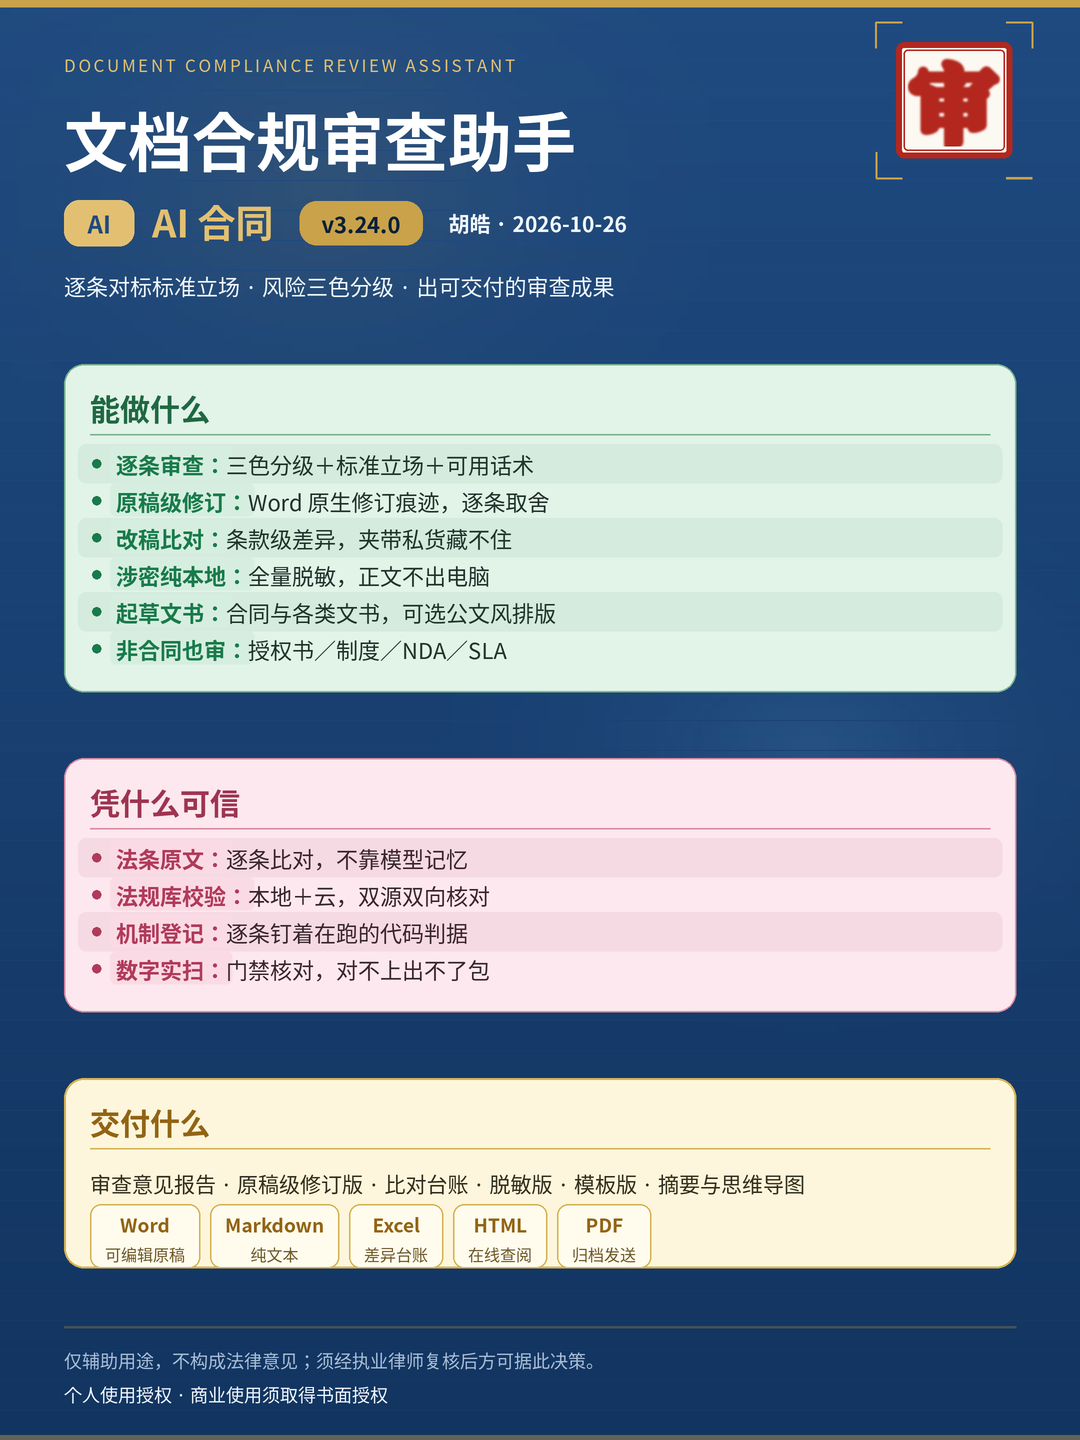 DOCUMENT COMPLIANCE REVIEW ASSISTANT
审
文档合规审查助手
AI AI 合同 v3.24.0 胡皓 · 2026-10-26
逐条对标标准立场 · 风险三色分级 · 出可交付的审查成果
能做什么
逐条审查：三色分级＋标准立场＋可用话术
原稿级修订：Word 原生修订痕迹，逐条取舍
改稿比对：条款级差异，夹带私货藏不住
涉密纯本地：全量脱敏，正文不出电脑
起草文书：合同与各类文书，可选公文风排版
非合同也审：授权书／制度／NDA／SLA
凭什么可信
法条原文：逐条比对，不靠模型记忆
法规库校验：本地＋云，双源双向核对
机制登记：逐条钉着在跑的代码判据
数字实扫：门禁核对，对不上出不了包
交付什么
审查意见报告 · 原稿级修订版 · 比对台账 · 脱敏版 · 模板版 · 摘要与思维导图
Word Markdown Excel HTML PDF
可编辑原稿 纯文本 差异台账 在线查阅 归档发送
仅辅助用途，不构成法律意见；须经执业律师复核后方可据此决策。
个人使用授权 · 商业使用须取得书面授权